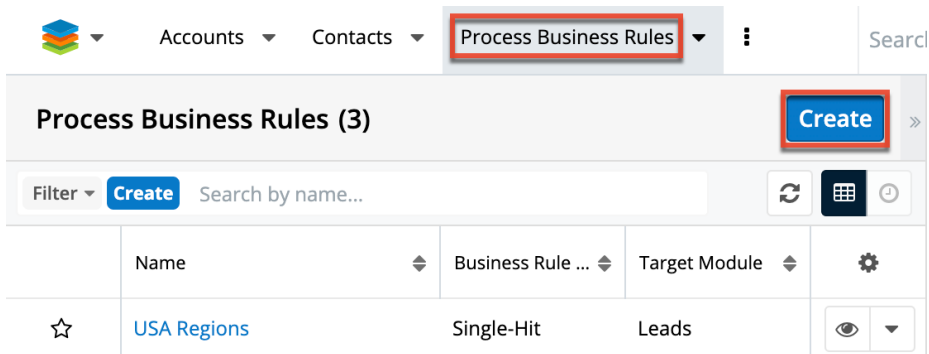 Accounts Contacts Process Business Rules
Process Business Rules (3) Create »
Filter Create Search by name...
Name Business Rule ... Target Module
USA Regions Single-Hit Leads